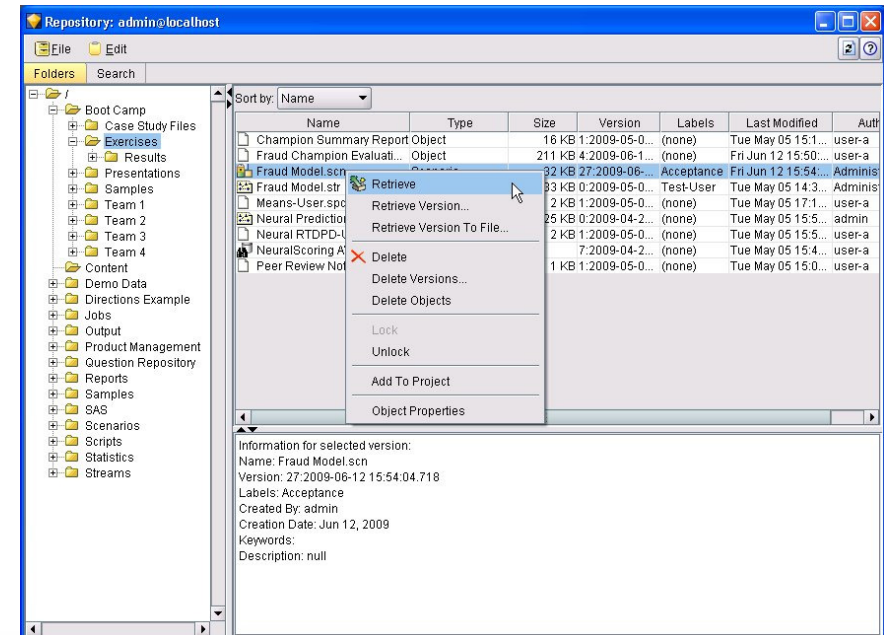 Repository: admin@localhost
File Edit
Folders Search
/
Boot Camp
Case Study Files
Exercises
Results
Presentations
Samples
Team 1
Team 2
Team 3
Team 4
Content
Demo Data
Directions Example
Jobs
Output
Product Management
Question Repository
Reports
Samples
SAS
Scenarios
Scripts
Statistics
Streams
Sort by: Name
Name Type Size Version Labels Last Modified Auth
Champion Summary Report Object 16 KB 1:2009-05-0... (none) Tue May 05 15:1... user-a
Fraud Champion Evaluati... Object 211 KB 4:2009-06-1... (none) Fri Jun 12 15:50:... user-a
Fraud Model.scn 32 KB 27:2009-06-... Acceptance Fri Jun 12 15:54:... Adminis
Fraud Model.str 33 KB 0:2009-05-0... Test-User Tue May 05 14:3... Adminis
Means-User.spc 2 KB 1:2009-05-0... (none) Tue May 05 17:1... user-a
Neural Prediction 25 KB 0:2009-04-2... (none) Tue May 05 15:5... admin
Neural RTDPD-U 2 KB 1:2009-05-0... (none) Tue May 05 15:5... user-a
NeuralScoring 7:2009-04-2... (none) Tue May 05 15:4... user-a
Peer Review Not 1 KB 1:2009-05-0... (none) Tue May 05 15:0... user-a
Retrieve
Retrieve Version...
Retrieve Version To File...
Delete
Delete Versions...
Delete Objects
Lock
Unlock
Add To Project
Object Properties
Information for selected version:
Name: Fraud Model.scn
Version: 27:2009-06-12 15:54:04.718
Labels: Acceptance
Created By: admin
Creation Date: Jun 12, 2009
Keywords:
Description: null